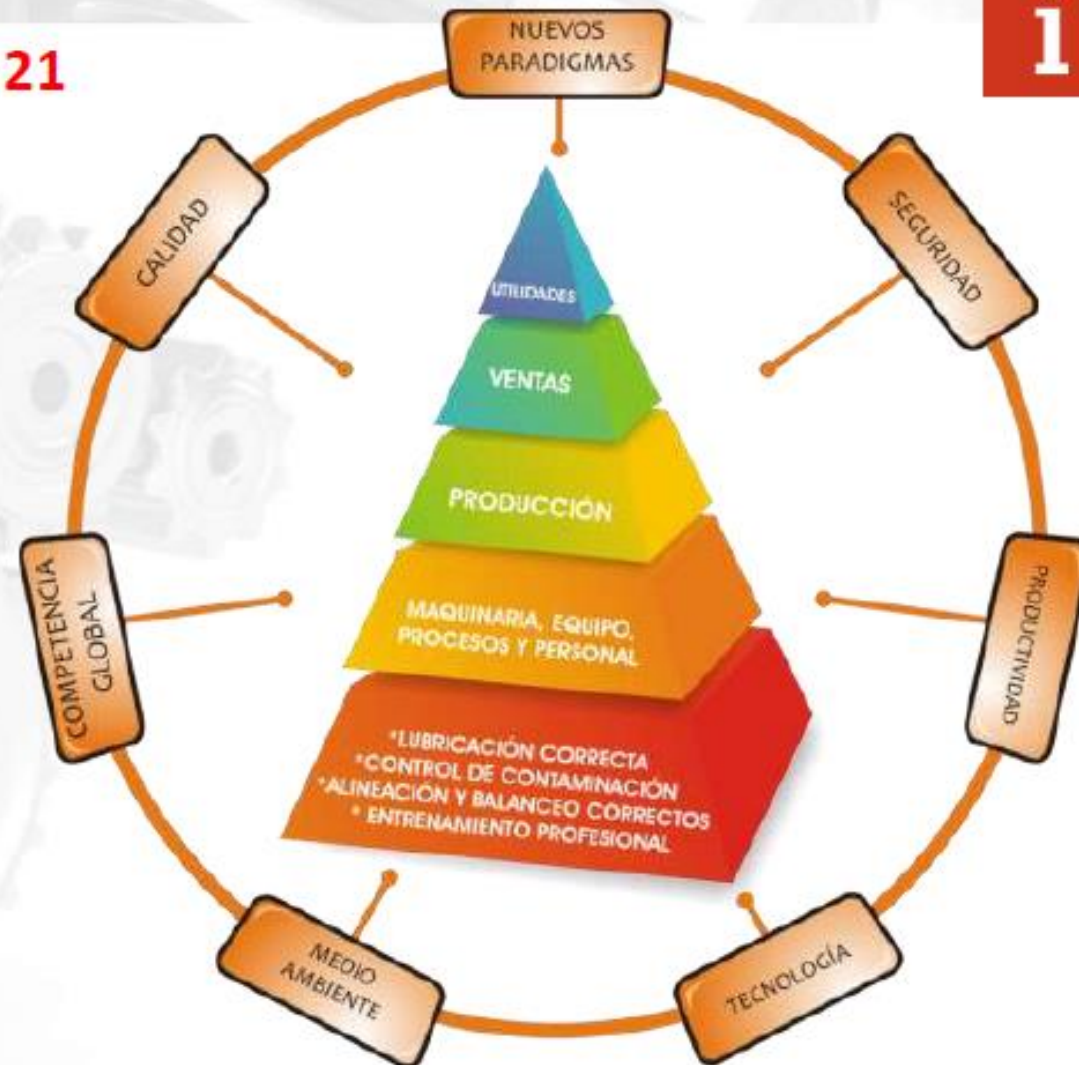 21
1
NUEVOS
PARADIGMAS
CALIDAD
SEGURIDAD
UTILIDADES
VENTAS
PRODUCCIÓN
COMPETENCIA
GLOBAL
PRODUCTIVIDAD
MAQUINARIA, EQUIPO,
PROCESOS Y PERSONAL
*LUBRICACIÓN CORRECTA
*CONTROL DE CONTAMINACIÓN
*ALINEACIÓN Y BALANCEO CORRECTOS
* ENTRENAMIENTO PROFESIONAL
MEDIO
AMBIENTE
TECNOLOGÍA